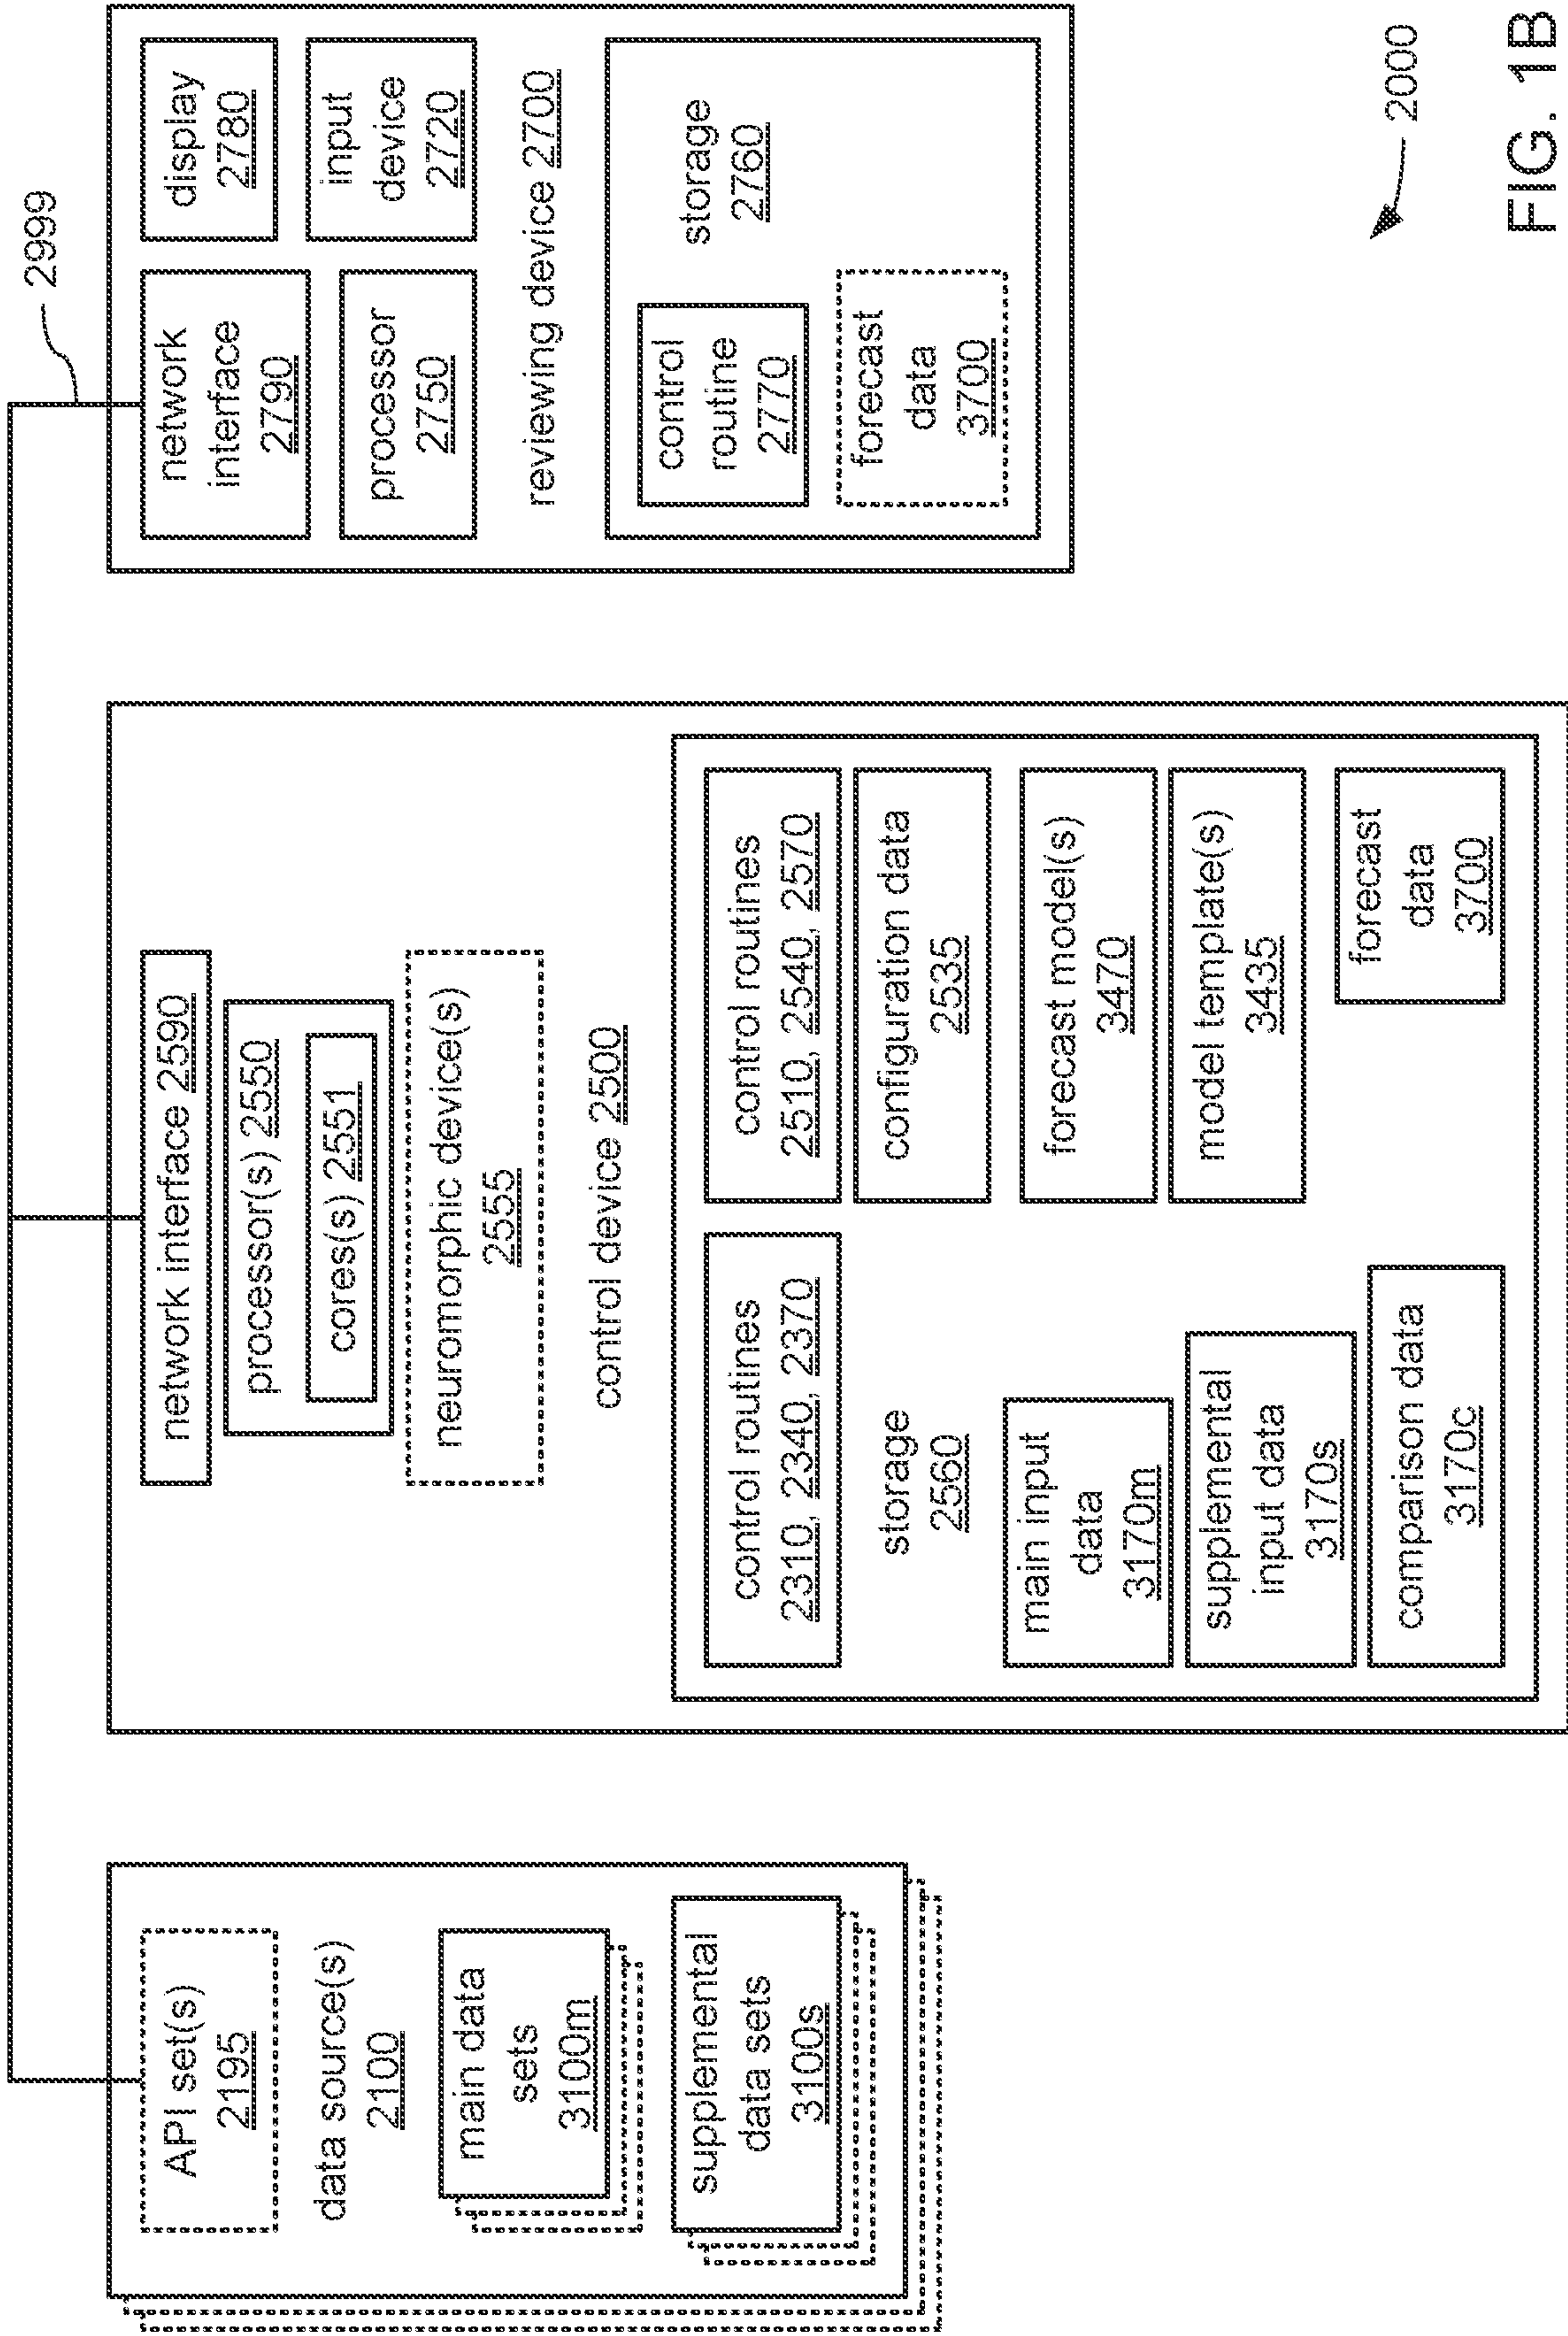 2999
API set(s)
2195
data source(s)
2100
main data
sets
3100m
supplemental
data sets
3100s
network interface 2590
processor(s) 2550
cores(s) 2551
neuromorphic device(s)
2555
control device 2500
control routines
2310, 2340, 2370
storage
2560
main input
data
3170m
supplemental
input data
3170s
comparison data
3170c
control routines
2510, 2540, 2570
configuration data
2535
forecast model(s)
3470
model template(s)
3435
forecast
data
3700
network
interface
2790
display
2780
processor
2750
input
device
2720
reviewing device 2700
storage
2760
control
routine
2770
forecast
data
3700
2000
FIG. 1B